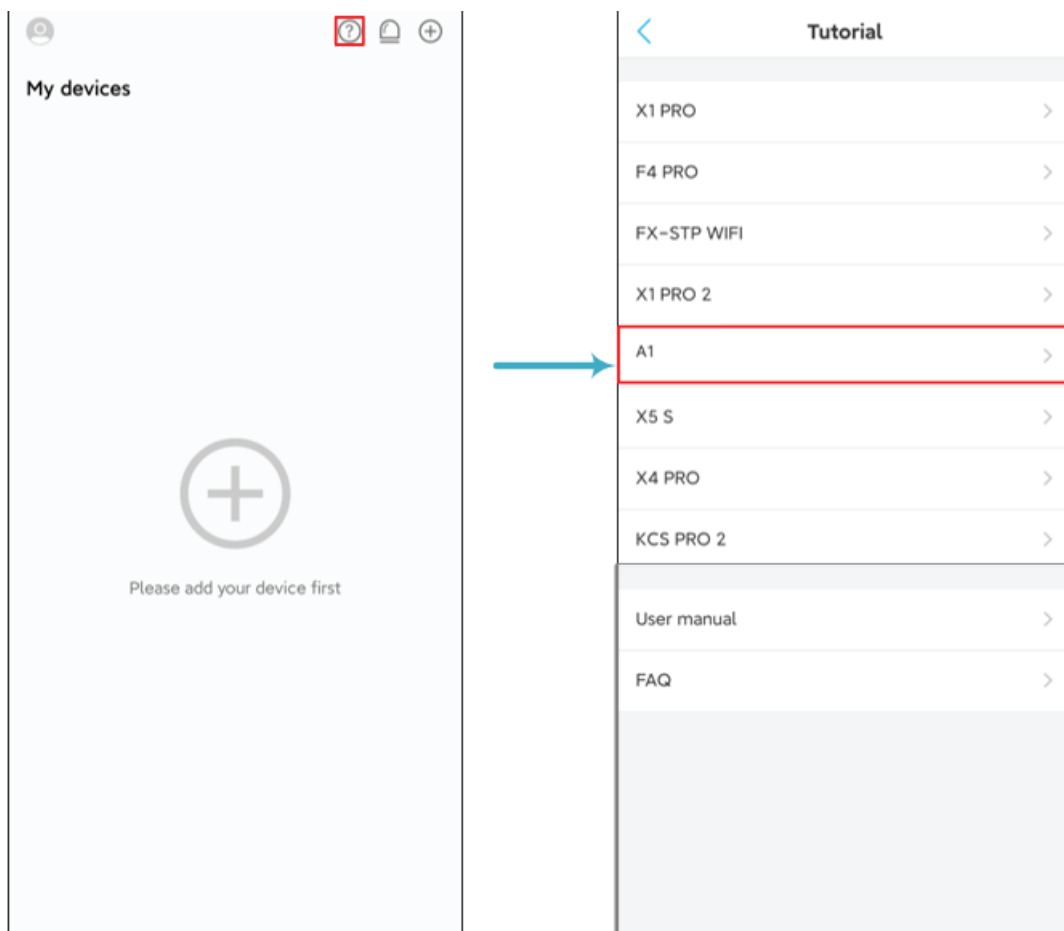 My devices
Please add your device first
Tutorial
X1 PRO
F4 PRO
FX-STP WIFI
X1 PRO 2
A1
X5 S
X4 PRO
KCS PRO 2
User manual
FAQ